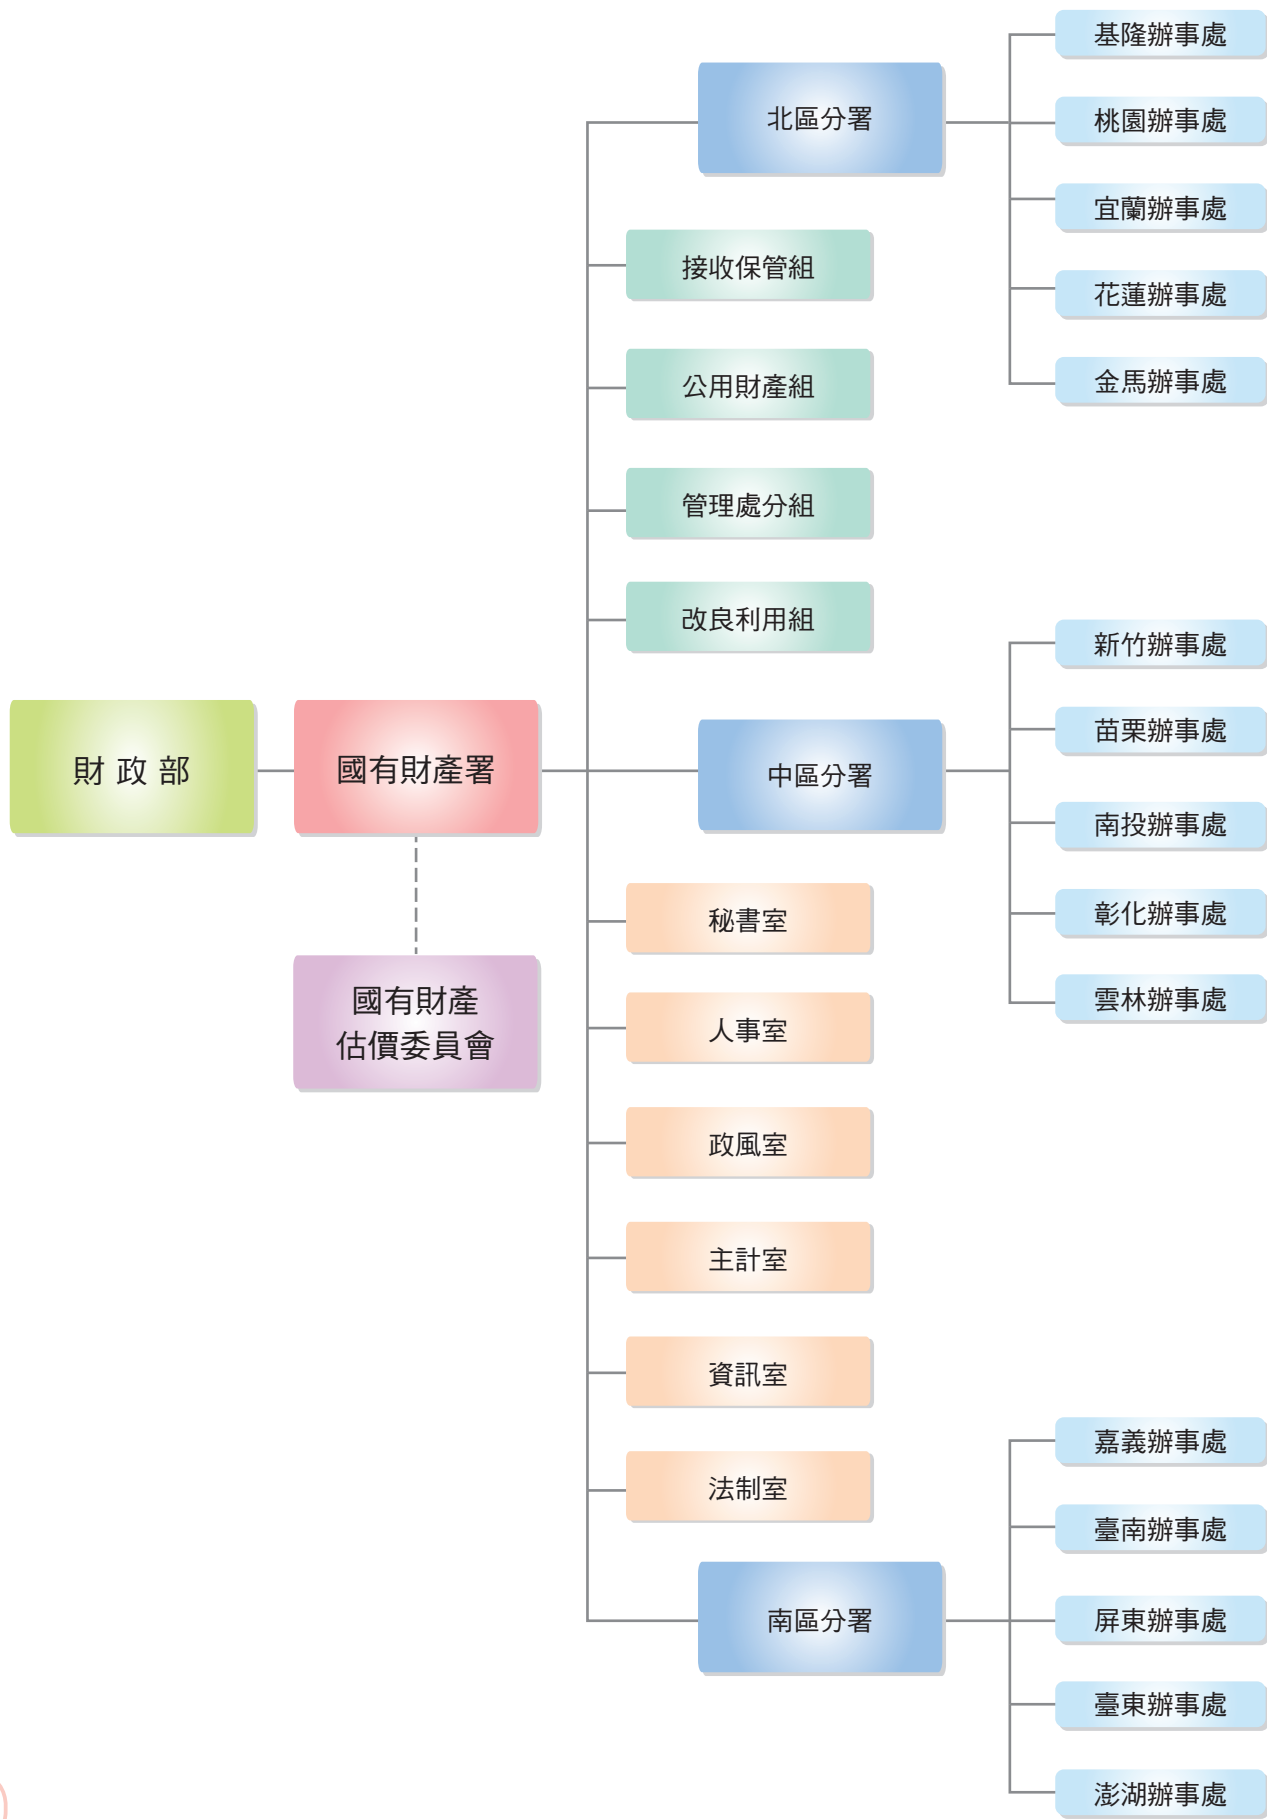 財政部
國有財產署
國有財產
估價委員會
北區分署
基隆辦事處
桃園辦事處
宜蘭辦事處
花蓮辦事處
金馬辦事處
接收保管組
公用財產組
管理處分組
改良利用組
中區分署
新竹辦事處
苗栗辦事處
南投辦事處
彰化辦事處
雲林辦事處
秘書室
人事室
政風室
主計室
資訊室
法制室
南區分署
嘉義辦事處
臺南辦事處
屏東辦事處
臺東辦事處
澎湖辦事處